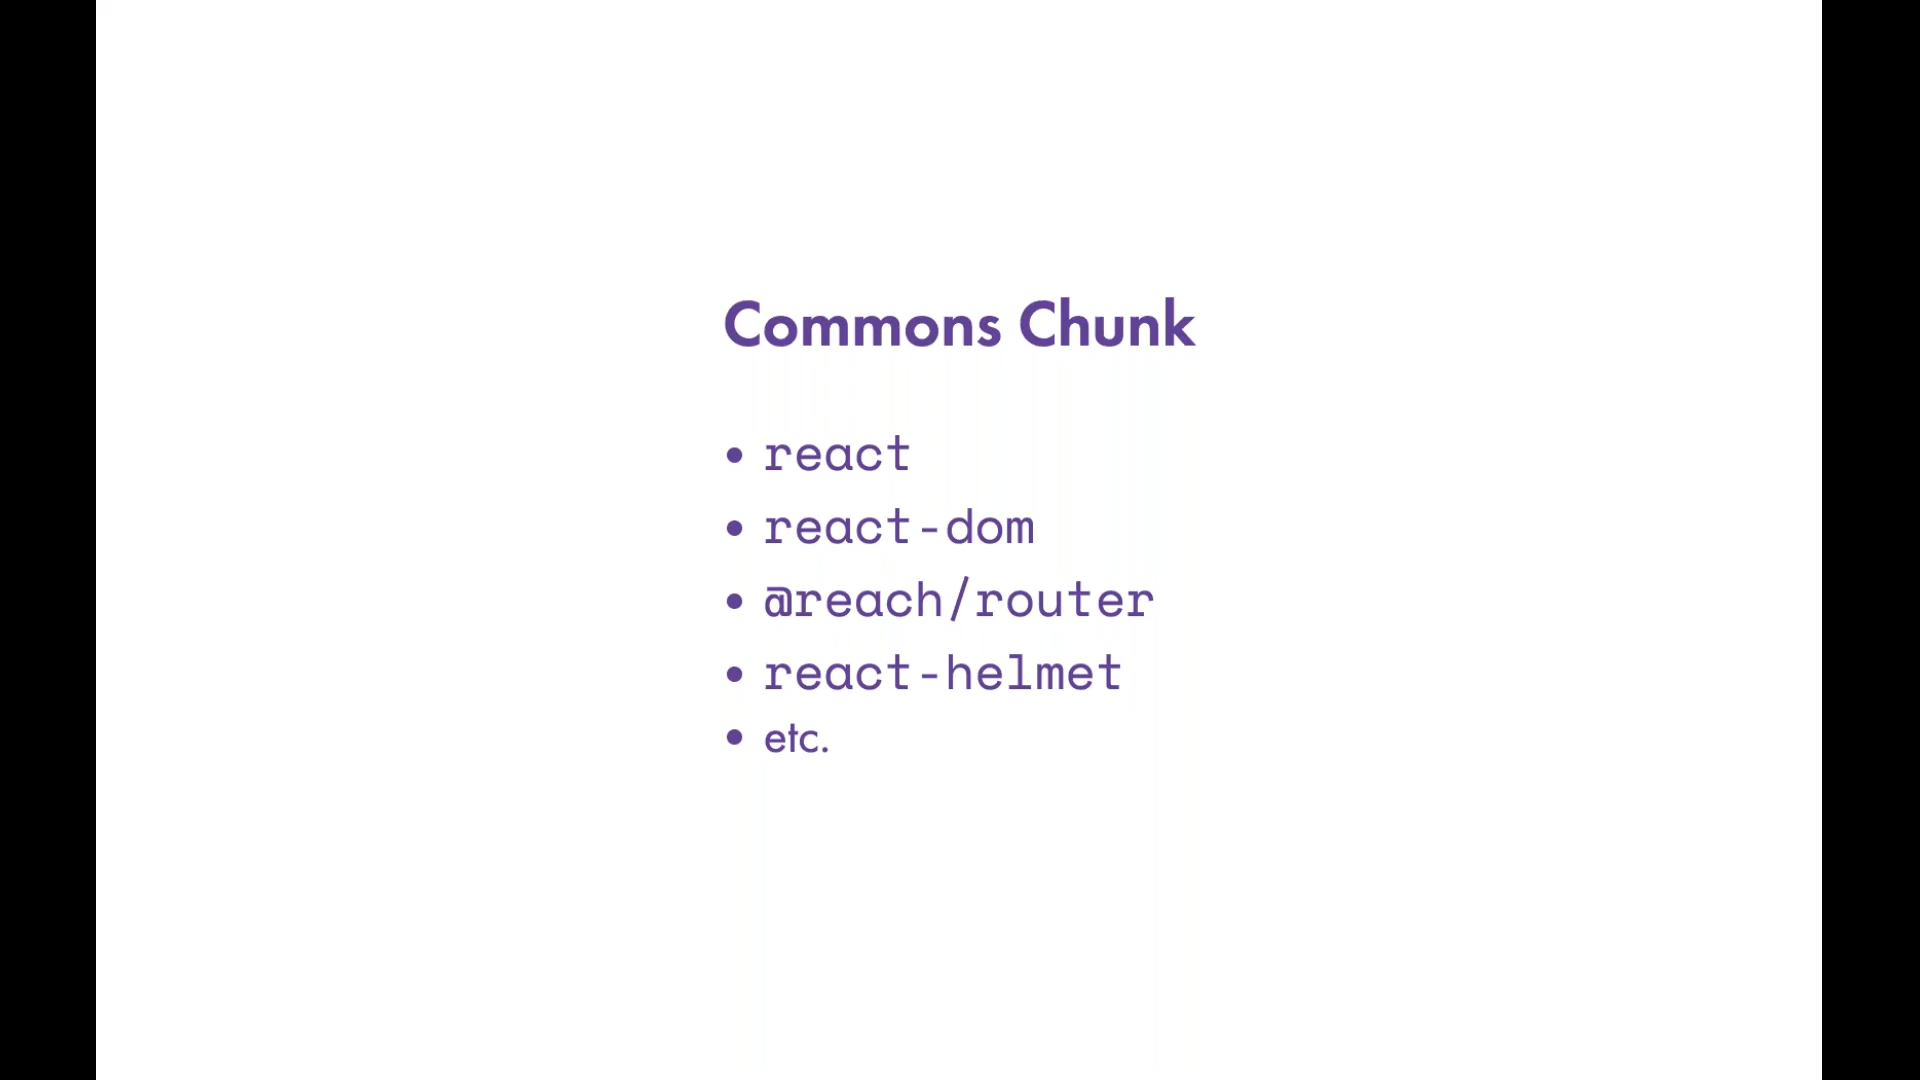 Commons Chunk
• react
• react-dom
• @reach/router
• react-helmet
• etc.